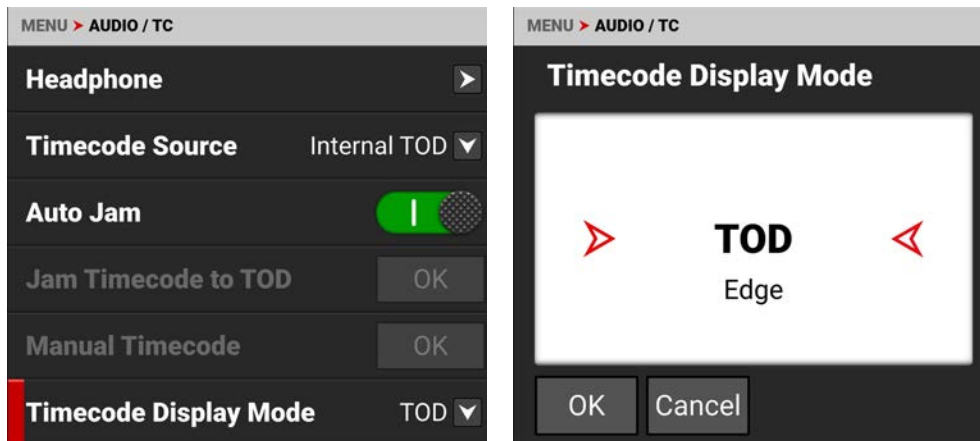 MENU > AUDIO / TC
Headphone
Timecode Source Internal TOD
Auto Jam
Jam Timecode to TOD OK
Manual Timecode OK
Timecode Display Mode TOD
MENU > AUDIO / TC
Timecode Display Mode
TOD
Edge
OK Cancel